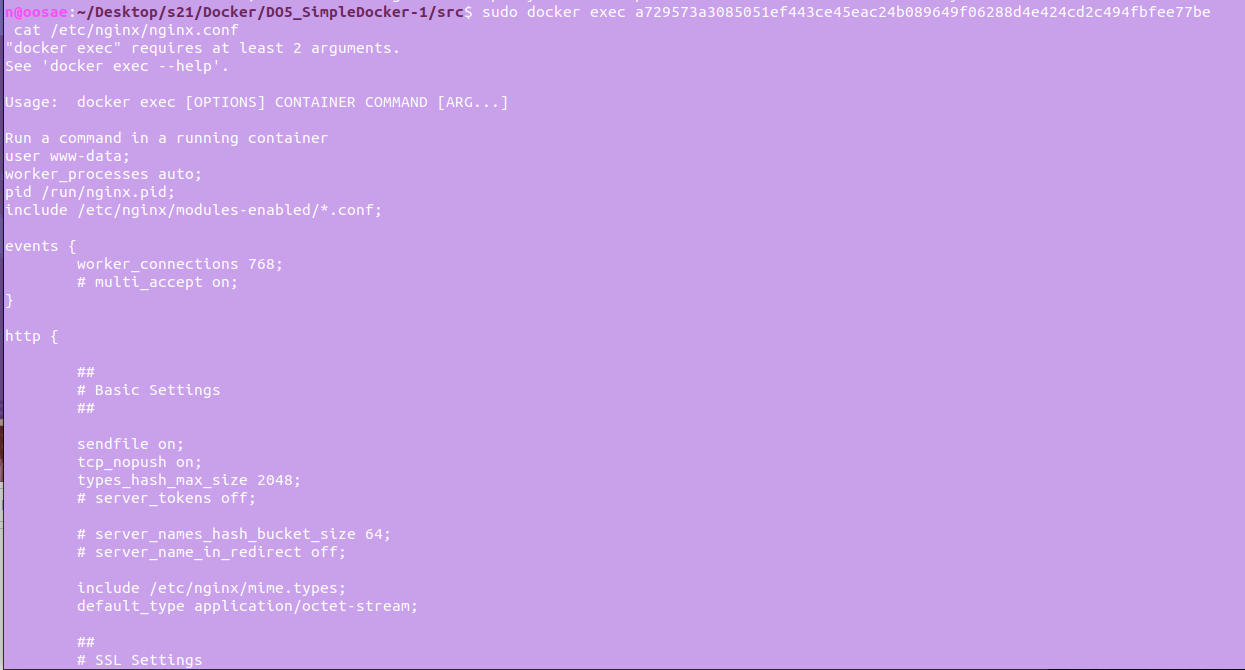 n@oosae:~/Desktop/s21/Docker/DO5_SimpleDocker-1/src$ sudo docker exec a729573a3085051ef443ce45eac24b089649f06288d4e424cd2c494fbfee77be
 cat /etc/nginx/nginx.conf
"docker exec" requires at least 2 arguments.
See 'docker exec --help'.

Usage:  docker exec [OPTIONS] CONTAINER COMMAND [ARG...]

Run a command in a running container
user www-data;
worker_processes auto;
pid /run/nginx.pid;
include /etc/nginx/modules-enabled/*.conf;

events {
        worker_connections 768;
        # multi_accept on;
}

http {

        ##
        # Basic Settings
        ##

        sendfile on;
        tcp_nopush on;
        types_hash_max_size 2048;
        # server_tokens off;

        # server_names_hash_bucket_size 64;
        # server_name_in_redirect off;

        include /etc/nginx/mime.types;
        default_type application/octet-stream;

        ##
        # SSL Settings